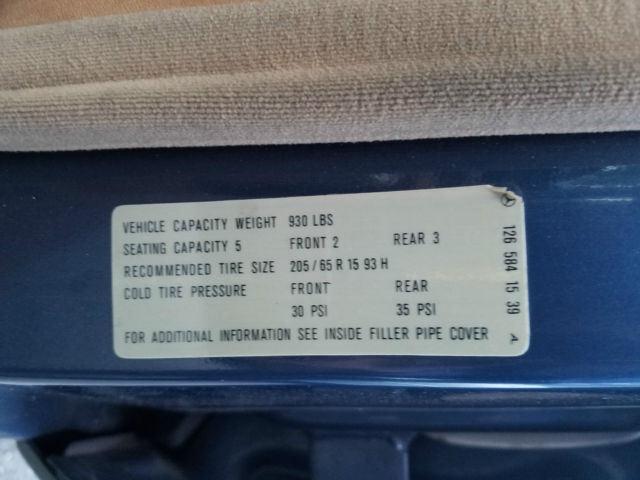 VEHICLE CAPACITY WEIGHT 930 LBS
SEATING CAPACITY 5 FRONT 2 REAR 3
RECOMMENDED TIRE SIZE 205/65 R 15 93 H
COLD TIRE PRESSURE FRONT REAR
30 PSI 35 PSI
FOR ADDITIONAL INFORMATION SEE INSIDE FILLER PIPE COVER
126 584 15 39 A